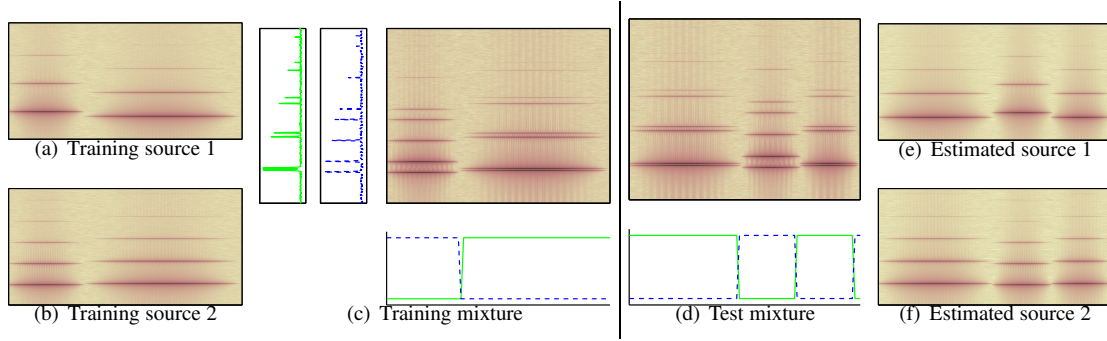 (a) Training source 1
(b) Training source 2
(c) Training mixture
(d) Test mixture
(e) Estimated source 1
(f) Estimated source 2